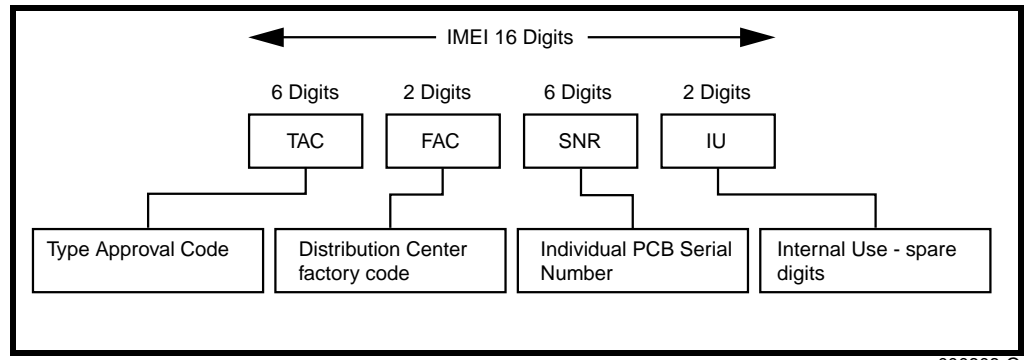 IMEI 16 Digits
6 Digits 2 Digits 6 Digits 2 Digits
TAC FAC SNR IU
Type Approval Code
Distribution Center
factory code
Individual PCB Serial
Number
Internal Use - spare
digits